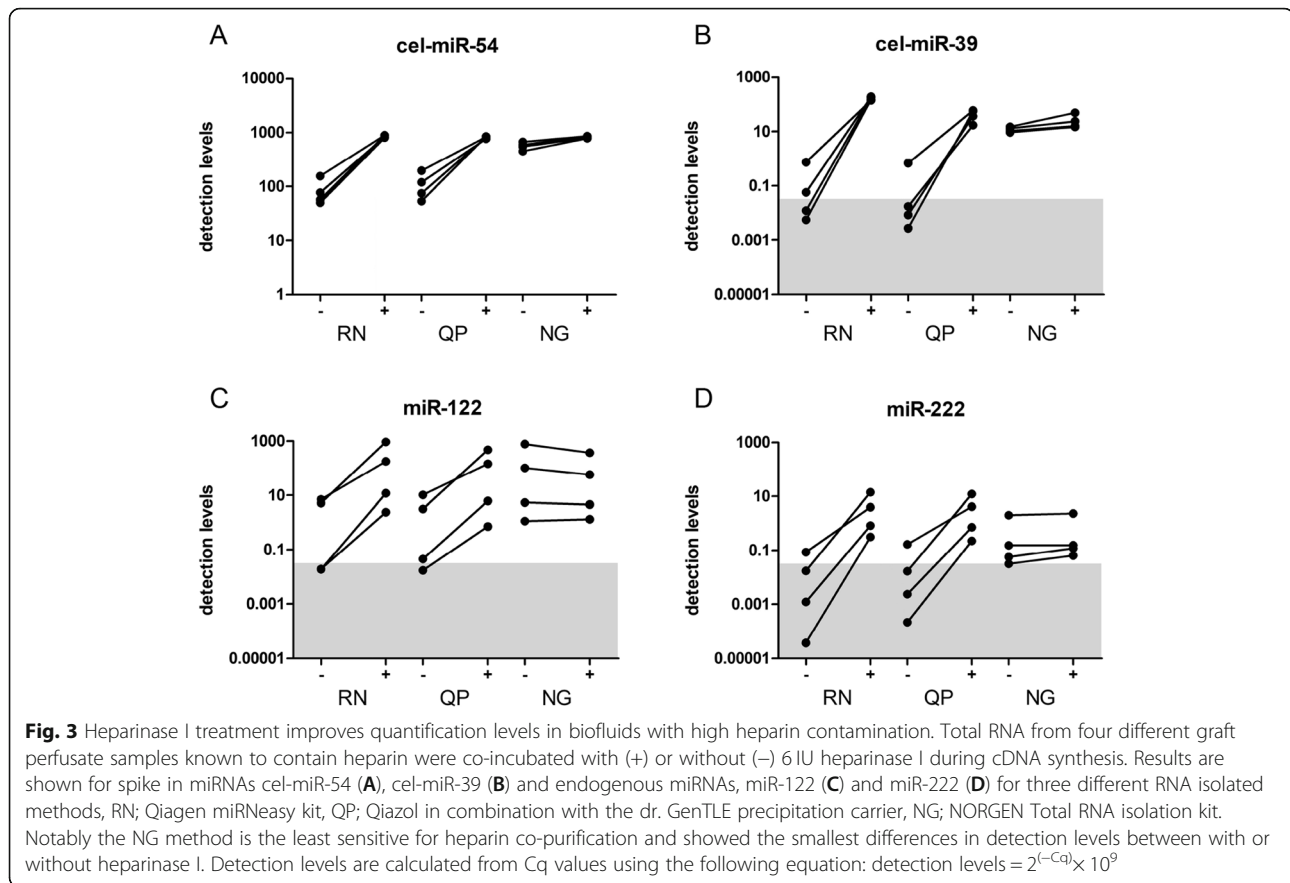 A
cel-miR-54
detection levels
10000
1000
100
10
1
- + - + - +
RN QP NG
B
cel-miR-39
detection levels
1000
10
0.1
0.001
0.00001
- + - + - +
RN QP NG
C
miR-122
detection levels
1000
10
0.1
0.001
0.00001
- + - + - +
RN QP NG
D
miR-222
detection levels
1000
10
0.1
0.001
0.00001
- + - + - +
RN QP NG
Fig. 3 Heparinase I treatment improves quantification levels in biofluids with high heparin contamination. Total RNA from four different graft
perfusate samples known to contain heparin were co-incubated with (+) or without (−) 6 IU heparinase I during cDNA synthesis. Results are
shown for spike in miRNAs cel-miR-54 (A), cel-miR-39 (B) and endogenous miRNAs, miR-122 (C) and miR-222 (D) for three different RNA isolated
methods, RN; Qiagen miRNeasy kit, QP; Qiazol in combination with the dr. GenTLE precipitation carrier, NG; NORGEN Total RNA isolation kit.
Notably the NG method is the least sensitive for heparin co-purification and showed the smallest differences in detection levels between with or
without heparinase I. Detection levels are calculated from Cq values using the following equation: detection levels = 2^(−Cq) × 10^9